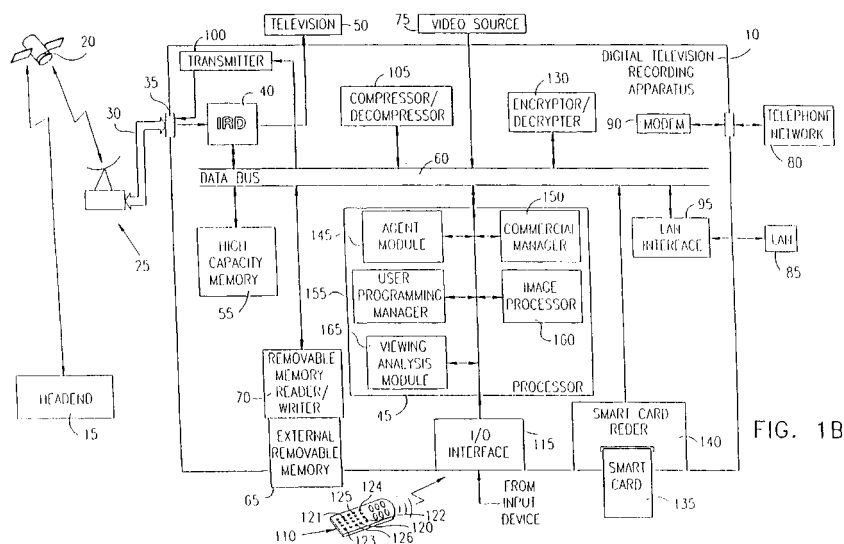 75
VIDEO SOURCE
TELEVISION
50
100
TRANSMITTER
10
DIGITAL TELEVISION
RECORDING
APPARATUS
20
35
40
IRD
105
COMPRESSOR/
DECOMPRESSOR
130
ENCRYPTOR/
DECRYPTER
90
MODEM
TELEPHONE
NETWORK
80
30
60
DATA BUS
25
HIGH
CAPACITY
MEMORY
55
150
145
AGENT
MODULE
COMMERCIAL
MANAGER
95
LAN
INTERFACE
LAN
85
155
USER
PROGRAMMING
MANAGER
IMAGE
PROCESSOR
160
165
VIEWING
ANALYSIS
MODULE
PROCESSOR
45
HEADEND
15
REMOVABLE
MEMORY
READER/
WRITER
70
EXTERNAL
REMOVABLE
MEMORY
65
I/O
INTERFACE
115
SMART CARD
REDER
140
SMART
CARD
135
FIG. 1B
FROM
INPUT
DEVICE
124
125
121
122
120
110
126
123